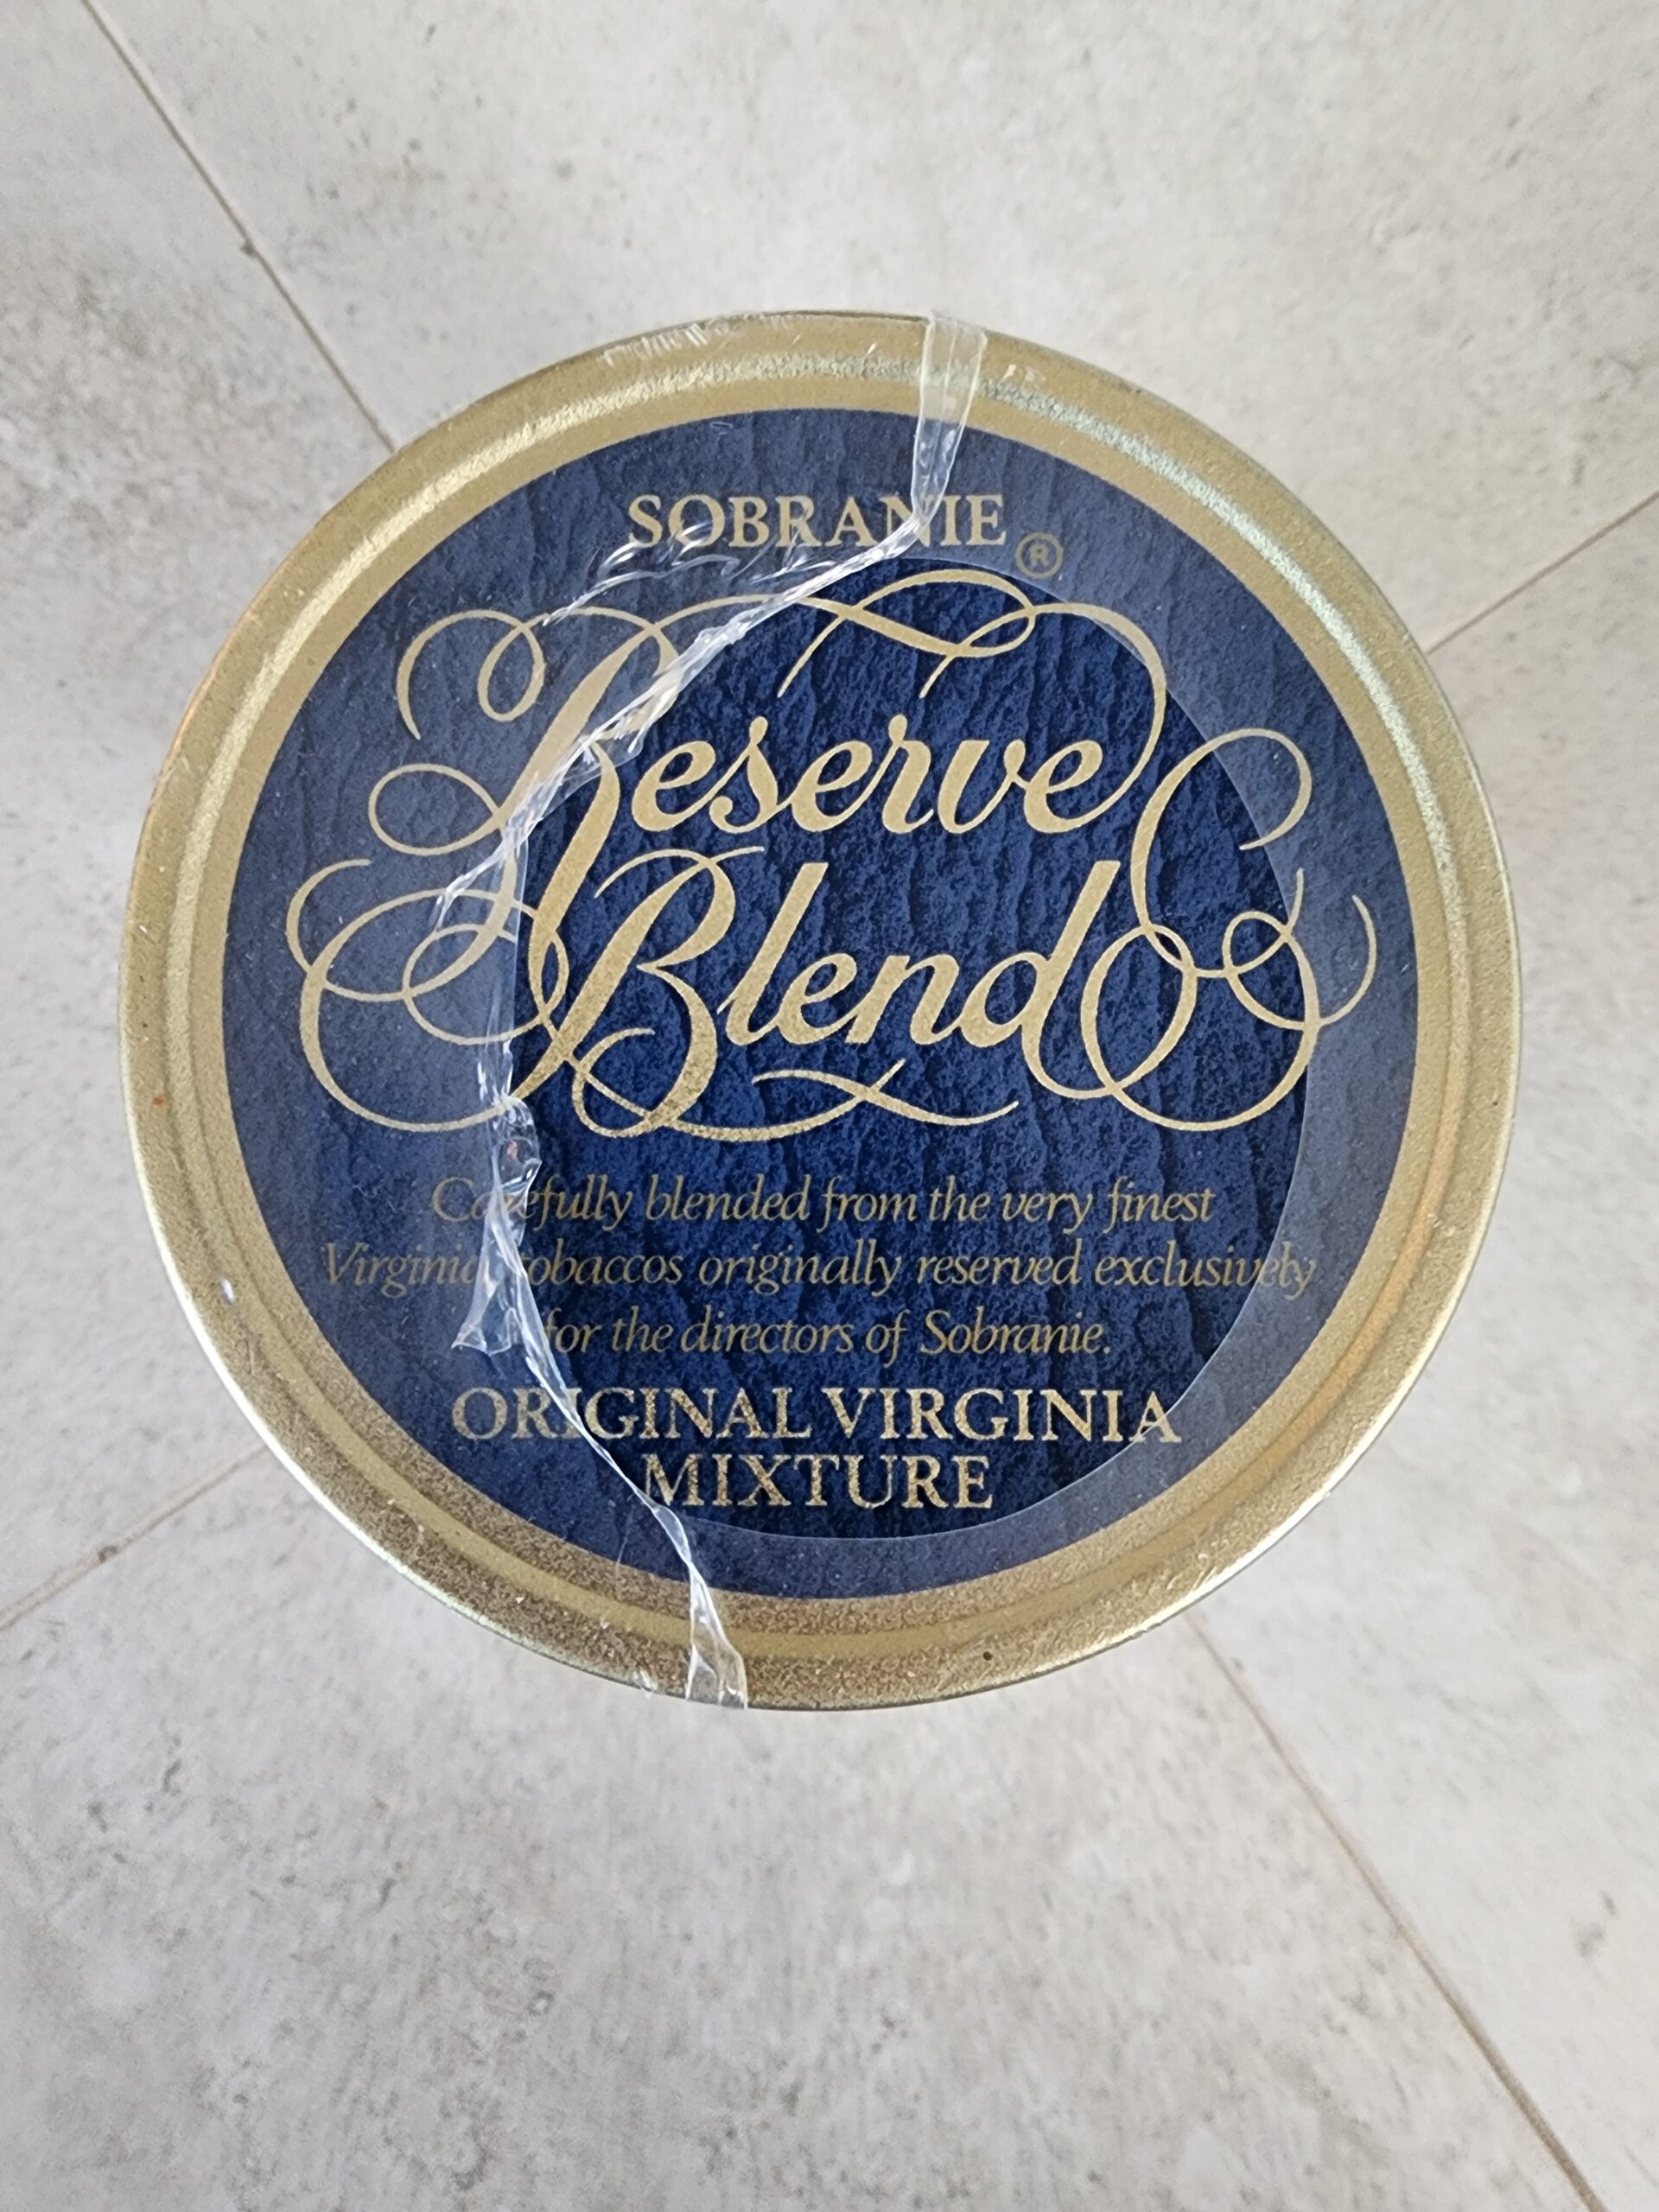 SOBRANIE®
Reserve
Blend
Carefully blended from the very finest
Virginia tobaccos originally reserved exclusively
for the directors of Sobranie.
ORIGINAL VIRGINIA
MIXTURE